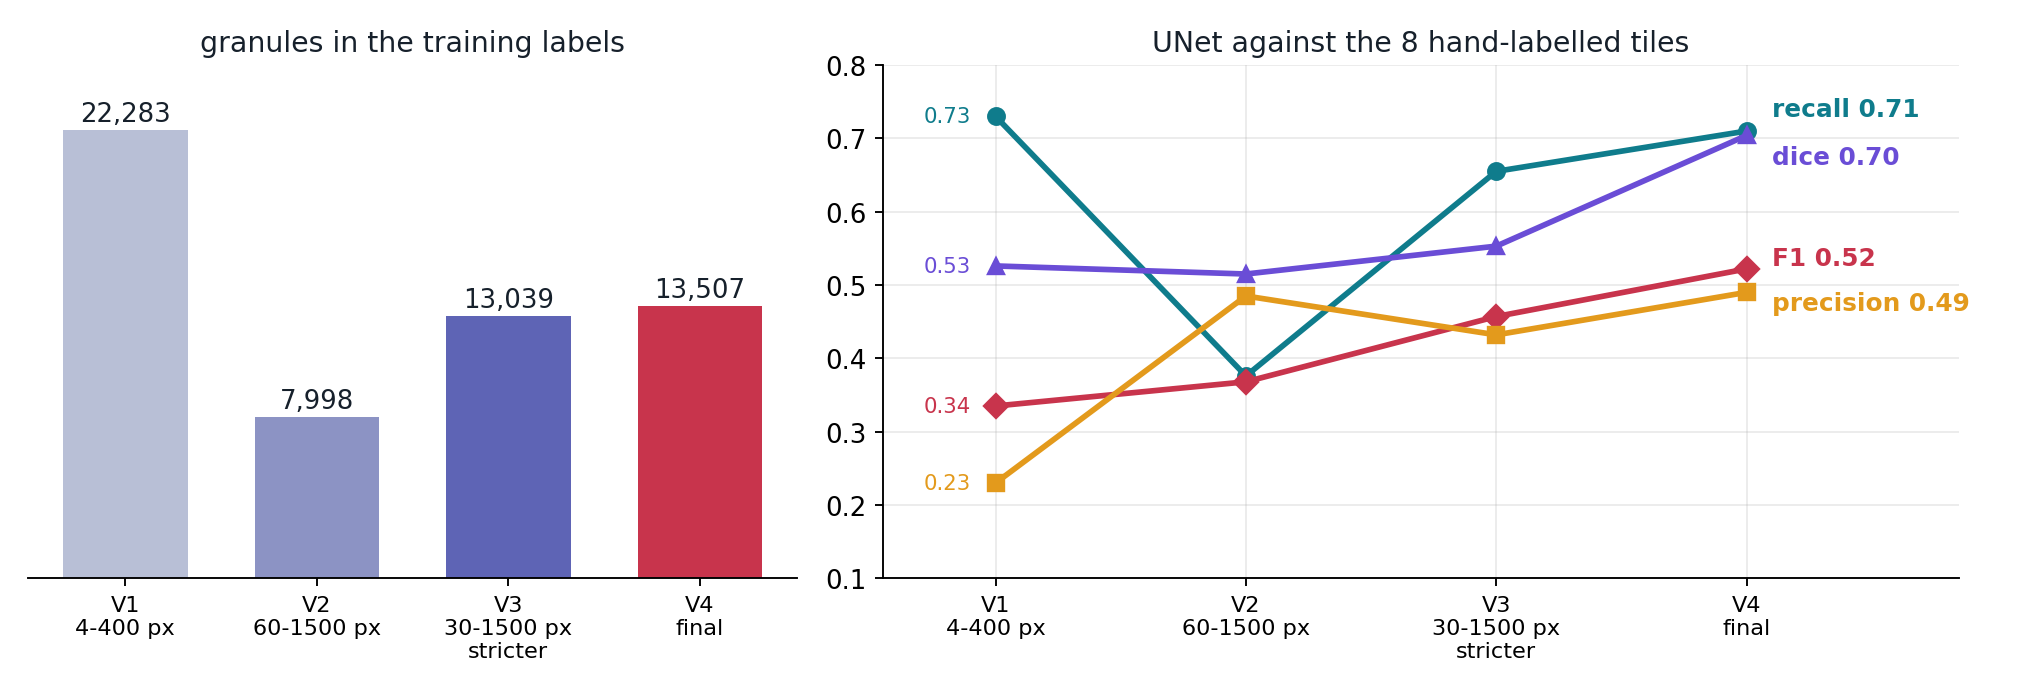 granules in the training labels
22,283
7,998
13,039
13,507
V1
4-400 px
V2
60-1500 px
V3
30-1500 px
stricter
V4
final
UNet against the 8 hand-labelled tiles
0.8
0.7
0.6
0.5
0.4
0.3
0.2
0.1
0.73
0.53
0.34
0.23
recall 0.71
dice 0.70
F1 0.52
precision 0.49
V1
4-400 px
V2
60-1500 px
V3
30-1500 px
stricter
V4
final